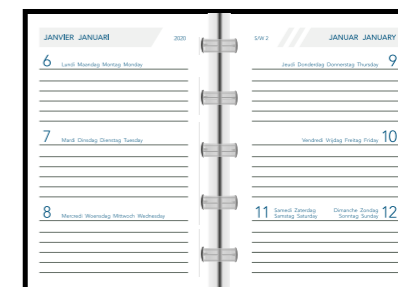 JANVIER JANUARI 2020
6 Lundi Maandag Montag Monday
7 Mardi Dinsdag Dienstag Tuesday
8 Mercredi Woensdag Mittwoch Wednesday
S/W 2 JANUAR JANUARY
Jeudi Donderdag Donnerstag Thursday 9
Vendredi Vrijdag Freitag Friday 10
11 Samedi Zaterdag
Samstag Saturday
Dimanche Zondag 12
Sonntag Sunday